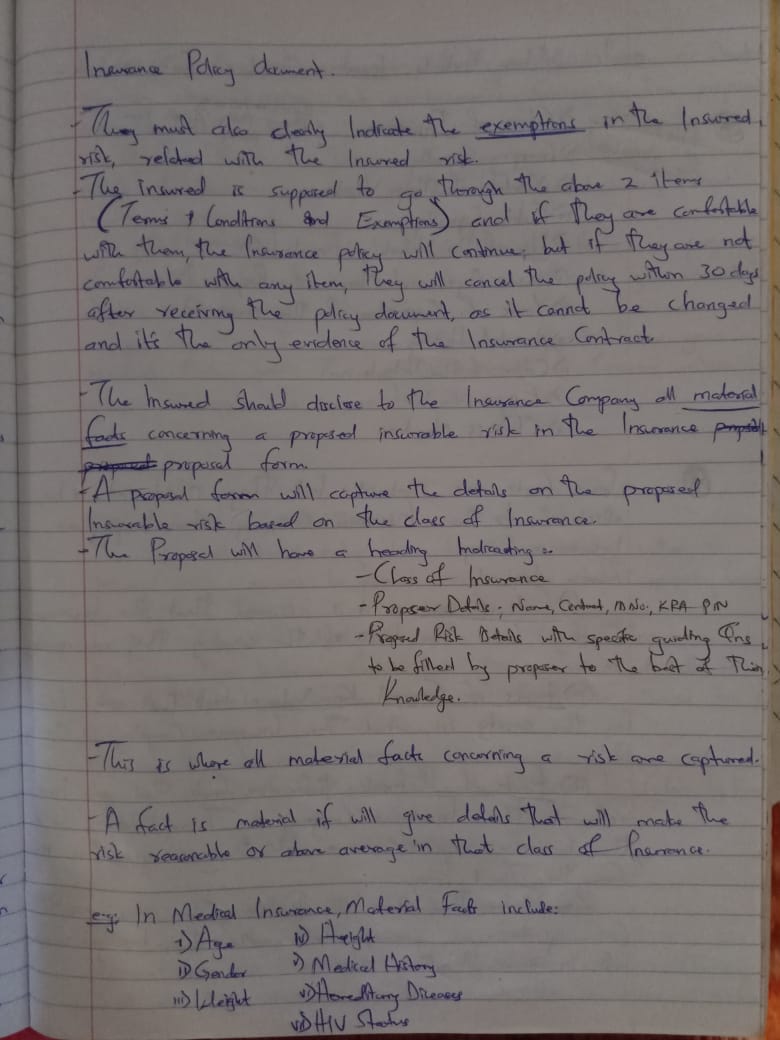 Insurance Policy document.
- They must also clearly Indicate the exemptions in the Insured
risk, related with the Insured risk.
- The insured is supposed to go through the above 2 items
(Terms & Conditions and Exemptions) and if they are comfortable
with them, the Insurance policy will continue; but if they are not
comfortable with any item, they will cancel the policy within 30 days
after receiving the policy document, as it cannot be changed
and it's the only evidence of the Insurance Contract.
- The Insured should disclose to the Insurance Company all material
facts concerning a proposed insurable risk in the Insurance
proposal form.
- A proposal form will capture the details on the proposed
Insurable risk based on the class of Insurance.
- The Proposal will have a heading Indicating :-
- Class of Insurance
- Proposer Details; Name, Contact, ID No:, KRA PIN
- Proposed Risk Details with specific guiding Qns
to be filled by proposer to the best of Their
Knowledge.
- This is where all material facts concerning a risk are captured.
- A fact is material if will give details that will make the
risk reasonable or above average in that class of Insurance.
e.g; In Medical Insurance, Material Facts include:
i) Age iv) Height
ii) Gender v) Medical History
iii) Weight vi) Hereditary Diseases
vii) HIV Status